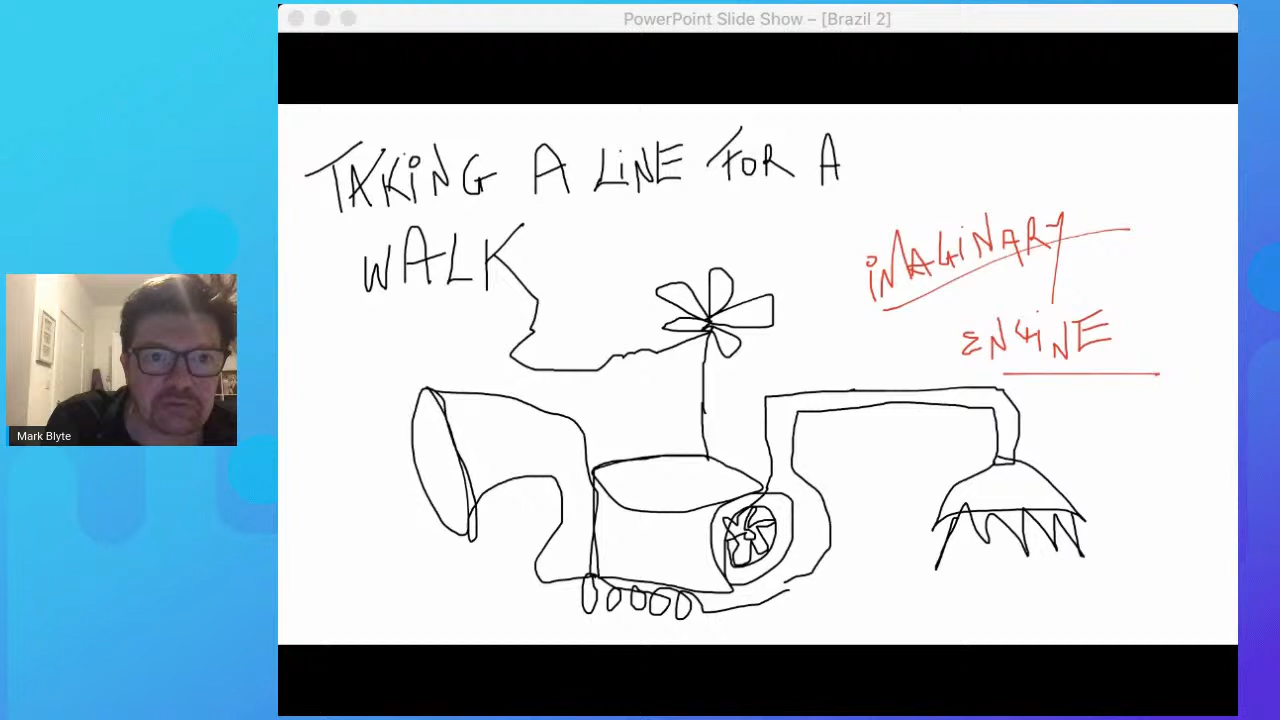 PowerPoint Slide Show – [Brazil 2]
TAKiNG A LiNE FOR A
WALK
iMAGiNARY
ENGiNE
Mark Blyte